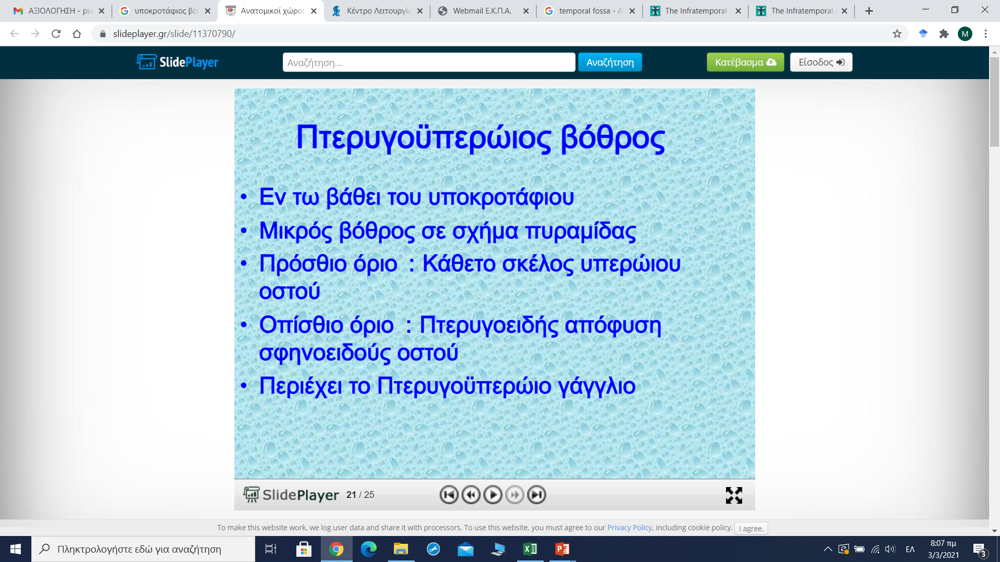 ΑΞΙΟΛΟΓΗΣΗ - pia
υποκροτάφιος βόθ
Ανατομικοί χώροι
Κέντρο Λειτουργίας
Webmail Ε.Κ.Π.Α.
temporal fossa - Α
The Infratemporal
The Infratemporal
slideplayer.gr/slide/11370790/
M
SlidePlayer
Αναζήτηση...
Αναζήτηση
Κατέβασμα
Είσοδος
Πτερυγοϋπερώιος βόθρος
• Εν τω βάθει του υποκροτάφιου
• Μικρός βόθρος σε σχήμα πυραμίδας
• Πρόσθιο όριο : Κάθετο σκέλος υπερώιου
οστού
• Οπίσθιο όριο : Πτερυγοειδής απόφυση
σφηνοειδούς οστού
• Περιέχει το Πτερυγοϋπερώιο γάγγλιο
SlidePlayer 21 / 25
To make this website work, we log user data and share it with processors. To use this website, you must agree to our Privacy Policy, including cookie policy. I agree.
Πληκτρολογήστε εδώ για αναζήτηση
ΕΛ
8:07 πμ
3/3/2021
3